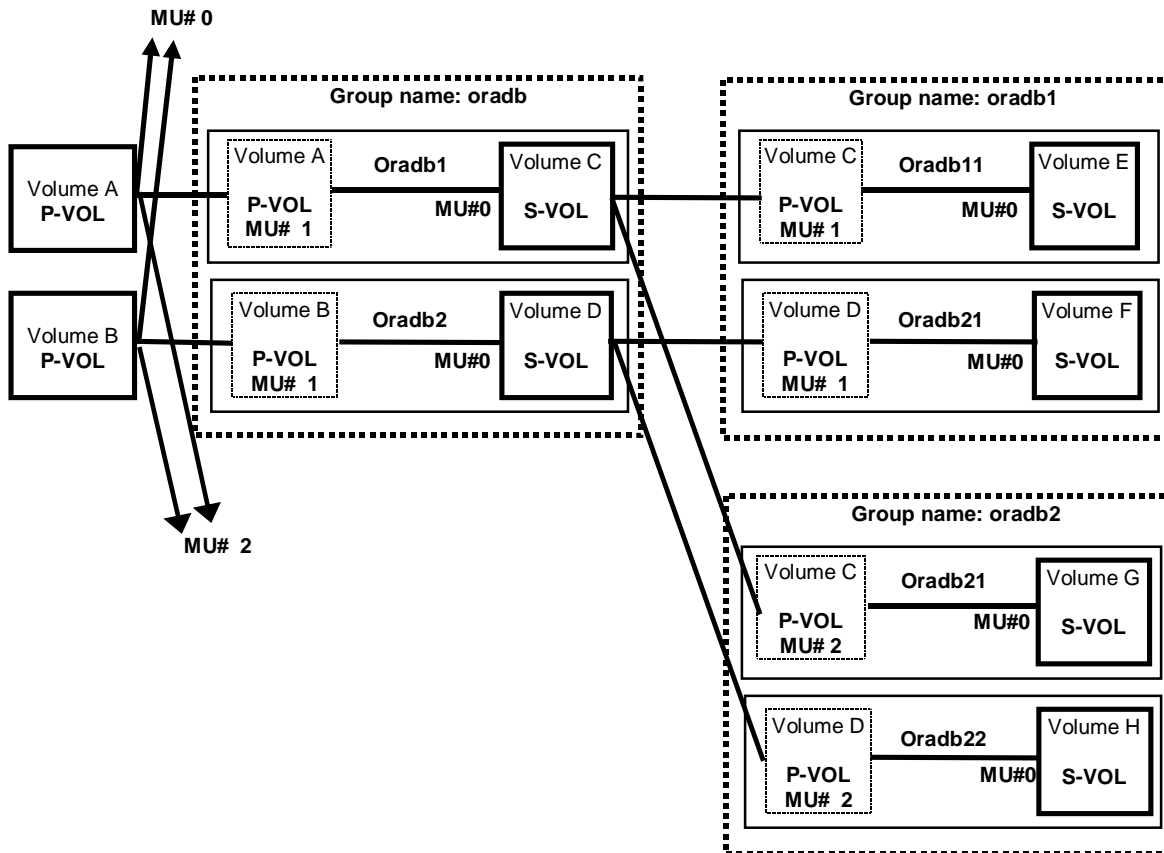 MU# 0
Group name: oradb
Group name: oradb1
Volume A
P-VOL
Volume A
P-VOL
MU# 1
Oradb1
MU#0
Volume C
S-VOL
Volume C
P-VOL
MU# 1
Oradb11
MU#0
Volume E
S-VOL
Volume B
P-VOL
Volume B
P-VOL
MU# 1
Oradb2
MU#0
Volume D
S-VOL
Volume D
P-VOL
MU# 1
Oradb21
MU#0
Volume F
S-VOL
MU# 2
Group name: oradb2
Volume C
P-VOL
MU# 2
Oradb21
MU#0
Volume G
S-VOL
Volume D
P-VOL
MU# 2
Oradb22
MU#0
Volume H
S-VOL